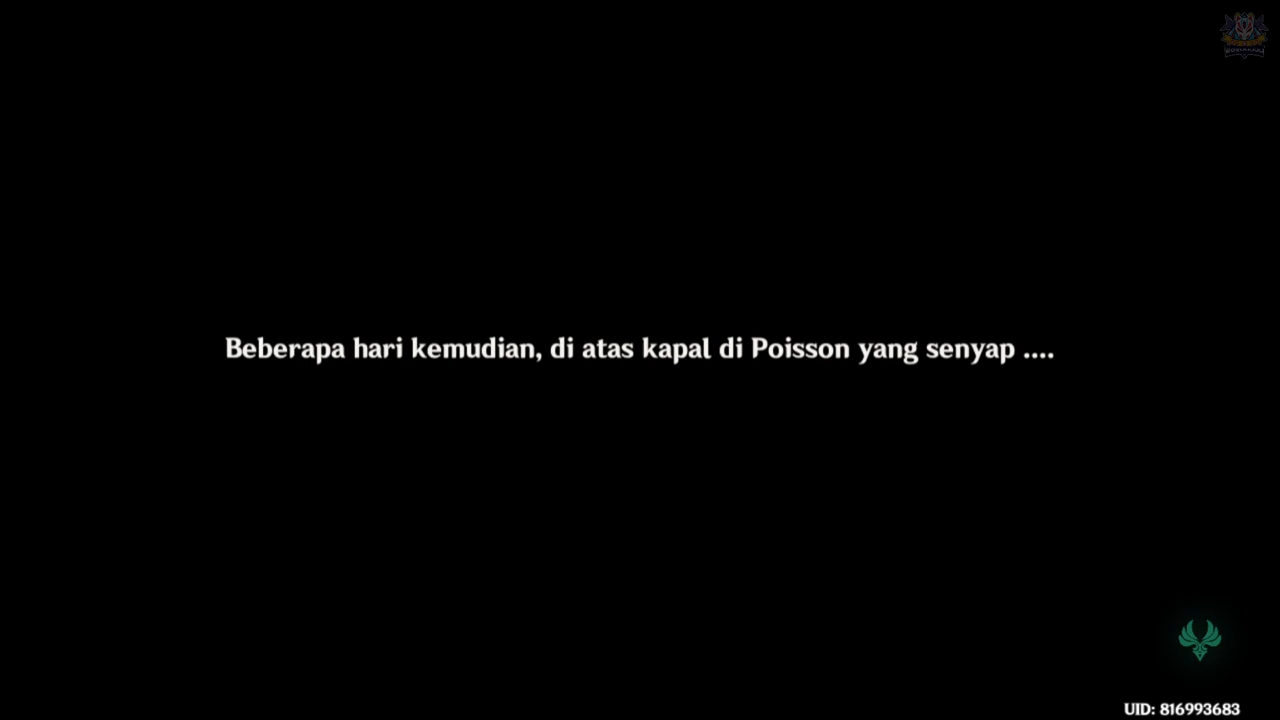 Beberapa hari kemudian, di atas kapal di Poisson yang senyap ....
UID: 816993683